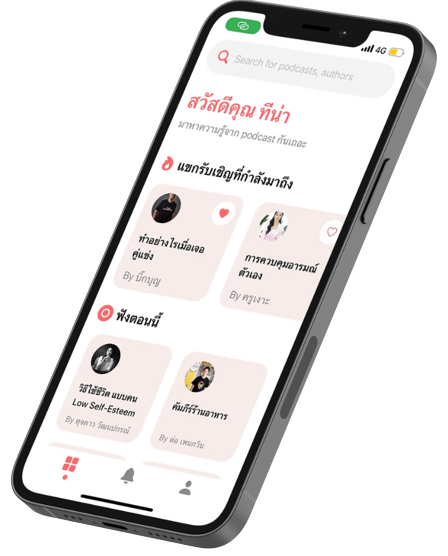 4G
Search for podcasts, authors
สวัสดีคุณ ทีน่า
มาหาความรู้จาก podcast กันเถอะ
แขกรับเชิญที่กำลังมาถึง
ทำอย่างไรเมื่อเจอ
คู่แข่ง
By บิ๊กบุญ
การควบคุมอารมณ์
ตัวเอง
By ครูเงาะ
ฟังตอนนี้
วิธีใช้ชีวิต แบบคน
Low Self-Esteem
By ดุจดาว วัฒนปกรณ์
คัมภีร์ร้านอาหาร
By ต่อ เพนกวิน